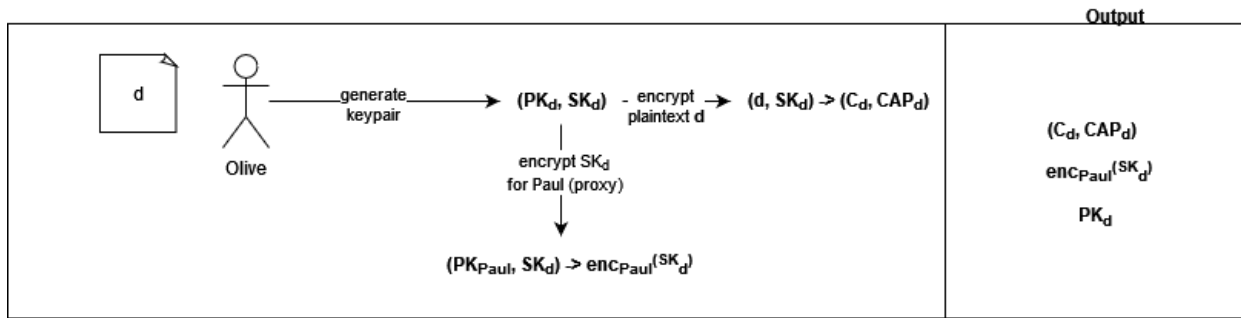 Output
d
Olive
generate
keypair
(PKd, SKd)
encrypt
plaintext d
(d, SKd) -> (Cd, CAPd)
encrypt SKd
for Paul (proxy)
(PKPaul, SKd) -> encPaul(SKd)
(Cd, CAPd)
encPaul(SKd)
PKd